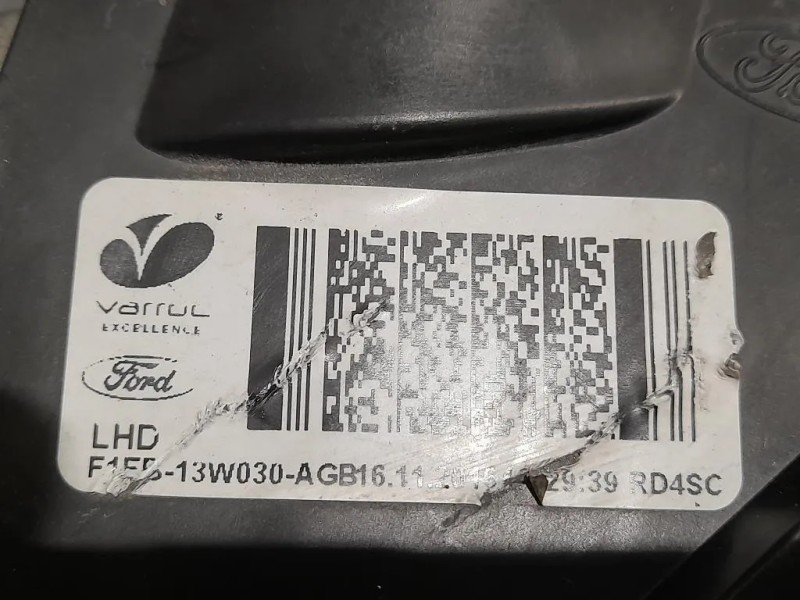 varroc
EXCELLENCE
Ford
LHD
-13W030-AGB16.11. 29:39 RD4SC